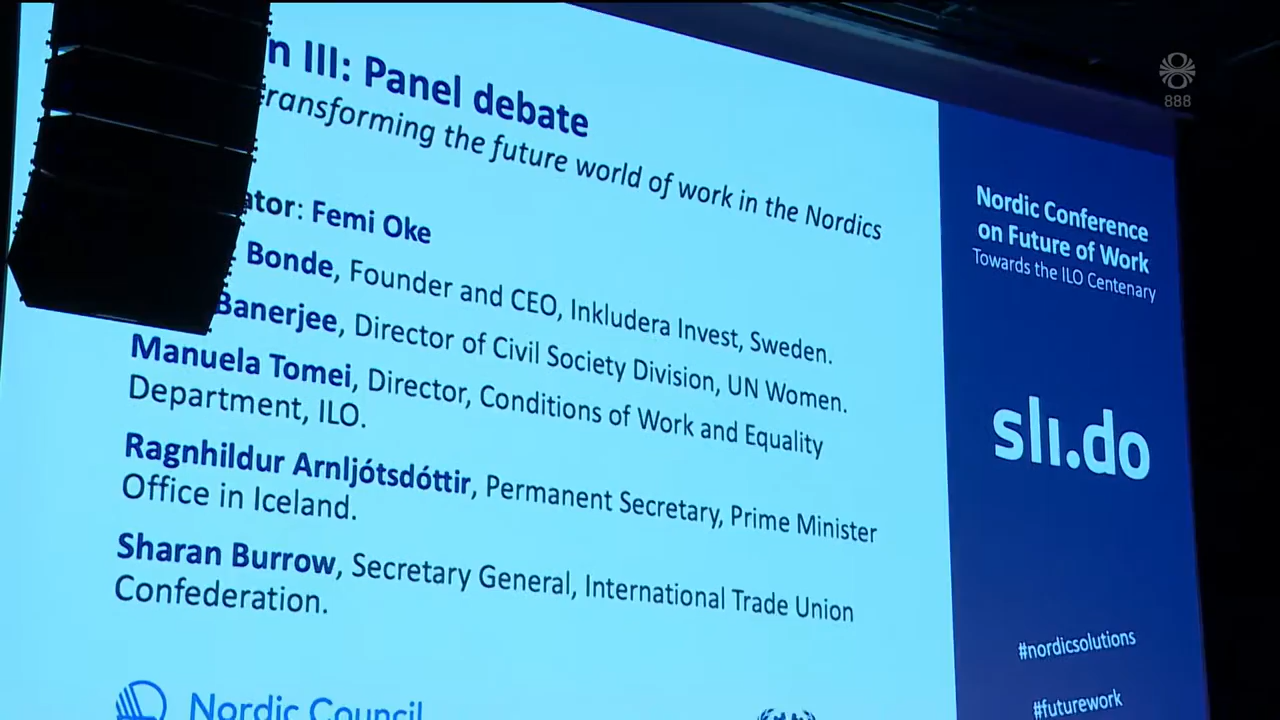 n III: Panel debate
ransforming the future world of work in the Nordics
ator: Femi Oke
Bonde, Founder and CEO, Inkludera Invest, Sweden.
Banerjee, Director of Civil Society Division, UN Women.
Manuela Tomei, Director, Conditions of Work and Equality
Department, ILO.
Ragnhildur Arnljótsdóttir, Permanent Secretary, Prime Minister
Office in Iceland.
Sharan Burrow, Secretary General, International Trade Union
Confederation.
Nordic Council
888
Nordic Conference
on Future of Work
Towards the ILO Centenary
slı.do
#nordicsolutions
#futurework